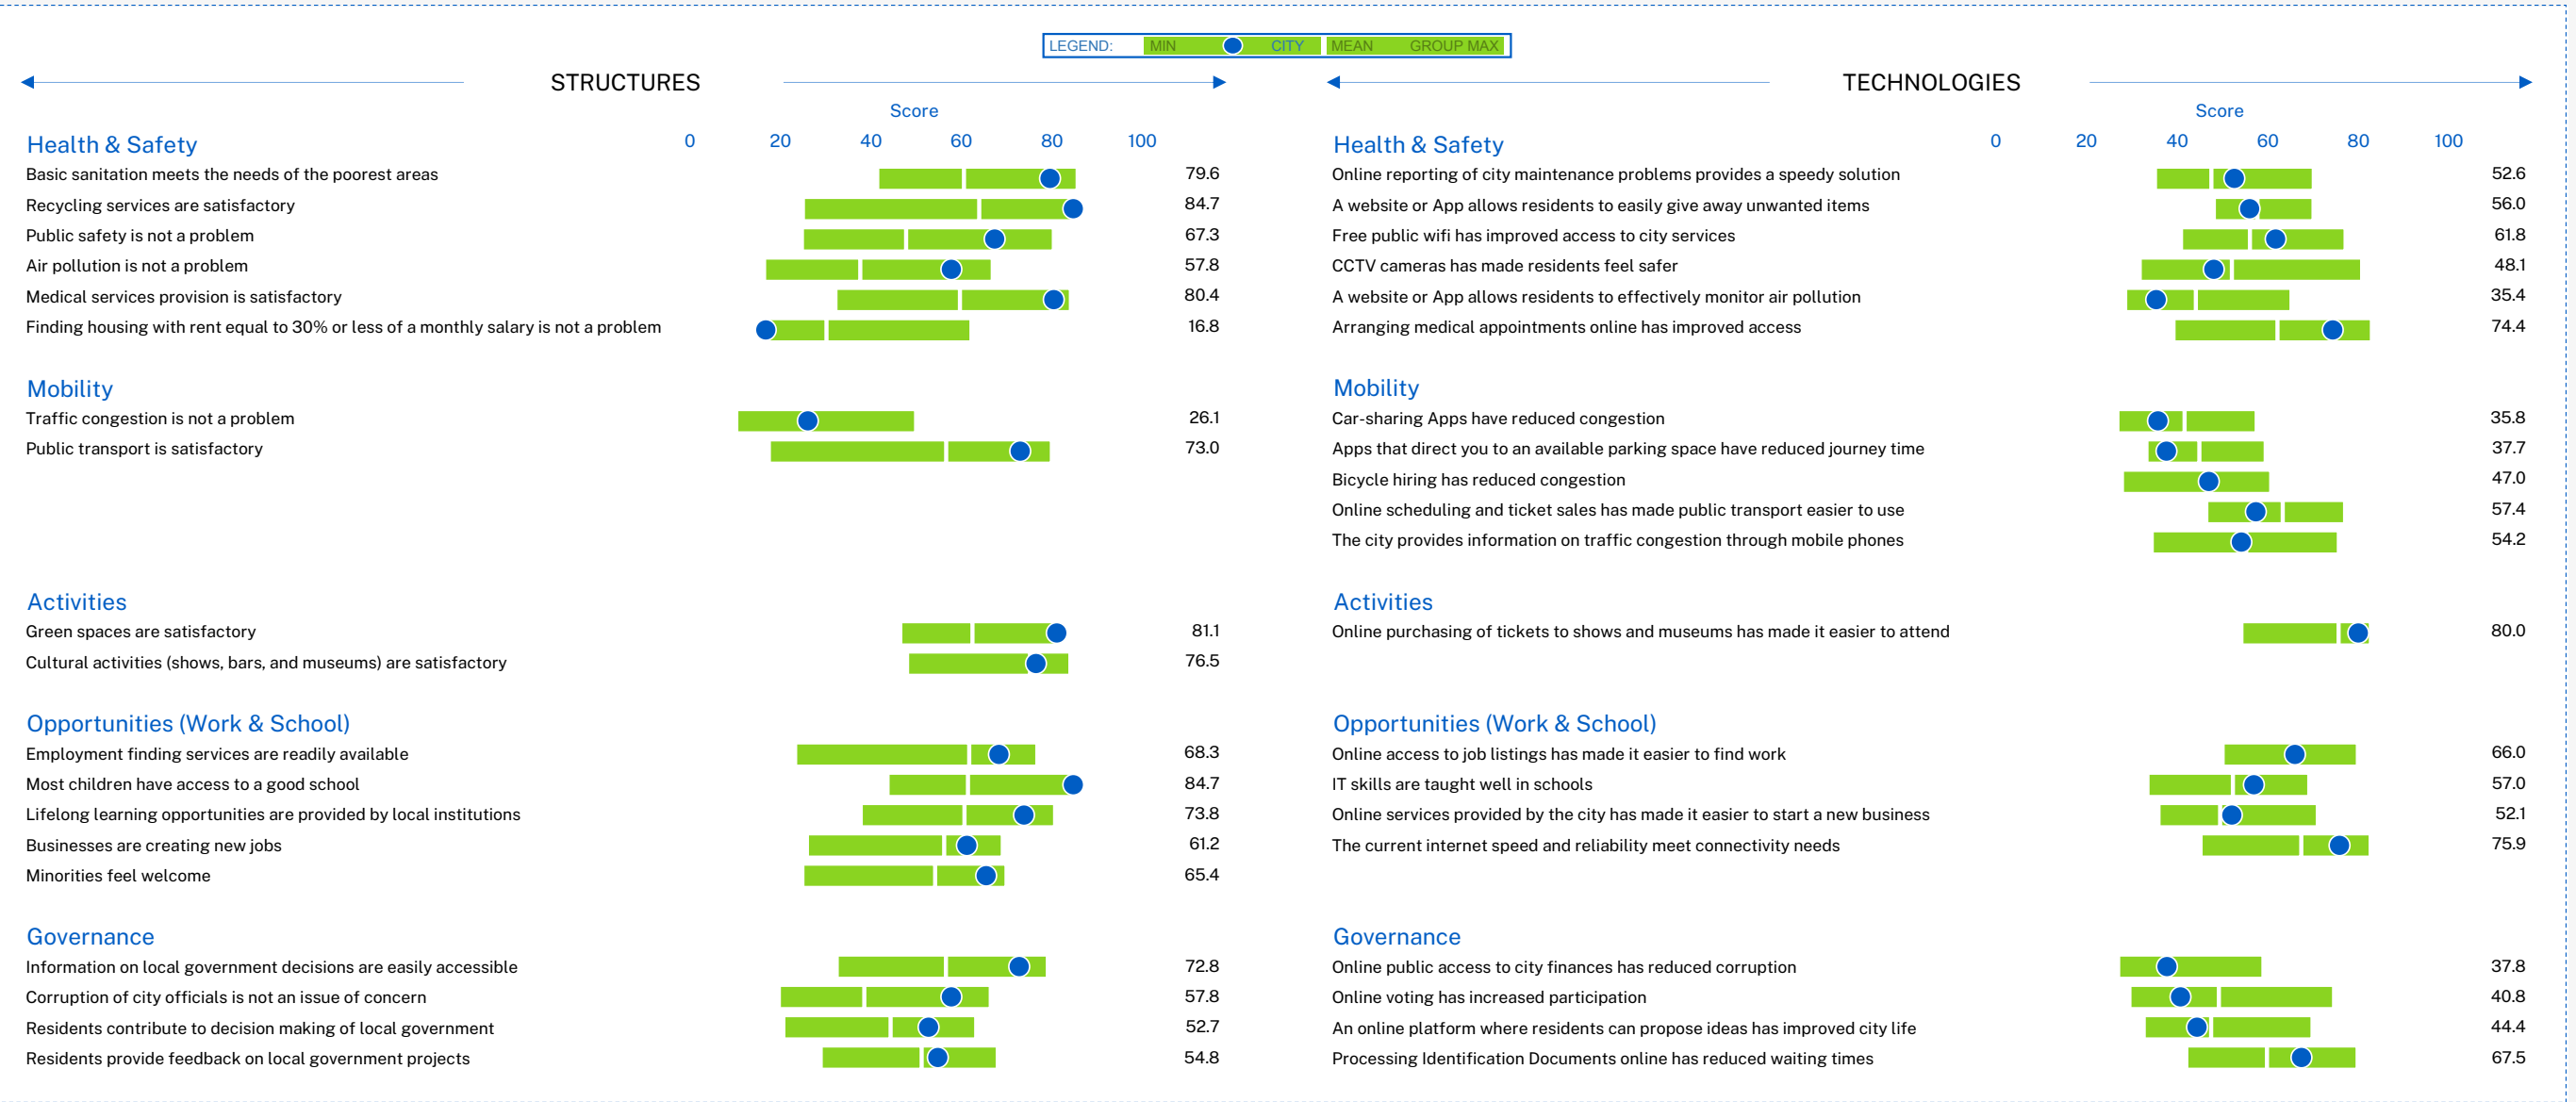 LEGEND: MIN CITY MEAN GROUP MAX
STRUCTURES
Score
Health & Safety 0 20 40 60 80 100
Basic sanitation meets the needs of the poorest areas 79.6
Recycling services are satisfactory 84.7
Public safety is not a problem 67.3
Air pollution is not a problem 57.8
Medical services provision is satisfactory 80.4
Finding housing with rent equal to 30% or less of a monthly salary is not a problem 16.8
Mobility
Traffic congestion is not a problem 26.1
Public transport is satisfactory 73.0
Activities
Green spaces are satisfactory 81.1
Cultural activities (shows, bars, and museums) are satisfactory 76.5
Opportunities (Work & School)
Employment finding services are readily available 68.3
Most children have access to a good school 84.7
Lifelong learning opportunities are provided by local institutions 73.8
Businesses are creating new jobs 61.2
Minorities feel welcome 65.4
Governance
Information on local government decisions are easily accessible 72.8
Corruption of city officials is not an issue of concern 57.8
Residents contribute to decision making of local government 52.7
Residents provide feedback on local government projects 54.8
TECHNOLOGIES
Score
Health & Safety 0 20 40 60 80 100
Online reporting of city maintenance problems provides a speedy solution 52.6
A website or App allows residents to easily give away unwanted items 56.0
Free public wifi has improved access to city services 61.8
CCTV cameras has made residents feel safer 48.1
A website or App allows residents to effectively monitor air pollution 35.4
Arranging medical appointments online has improved access 74.4
Mobility
Car-sharing Apps have reduced congestion 35.8
Apps that direct you to an available parking space have reduced journey time 37.7
Bicycle hiring has reduced congestion 47.0
Online scheduling and ticket sales has made public transport easier to use 57.4
The city provides information on traffic congestion through mobile phones 54.2
Activities
Online purchasing of tickets to shows and museums has made it easier to attend 80.0
Opportunities (Work & School)
Online access to job listings has made it easier to find work 66.0
IT skills are taught well in schools 57.0
Online services provided by the city has made it easier to start a new business 52.1
The current internet speed and reliability meet connectivity needs 75.9
Governance
Online public access to city finances has reduced corruption 37.8
Online voting has increased participation 40.8
An online platform where residents can propose ideas has improved city life 44.4
Processing Identification Documents online has reduced waiting times 67.5